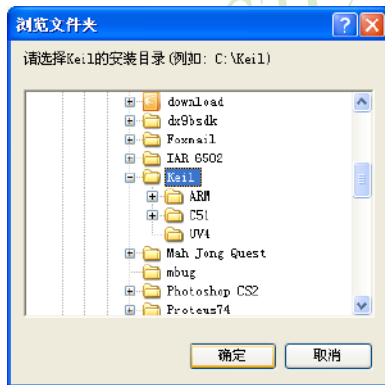 浏览文件夹
请选择Keil的安装目录(例如: C:\Keil)
download
dx9bsdk
Foxmail
IAR 6502
Keil
ARM
C51
UV4
Mah Jong Quest
mbug
Photoshop CS2
Proteus74
确定 取消